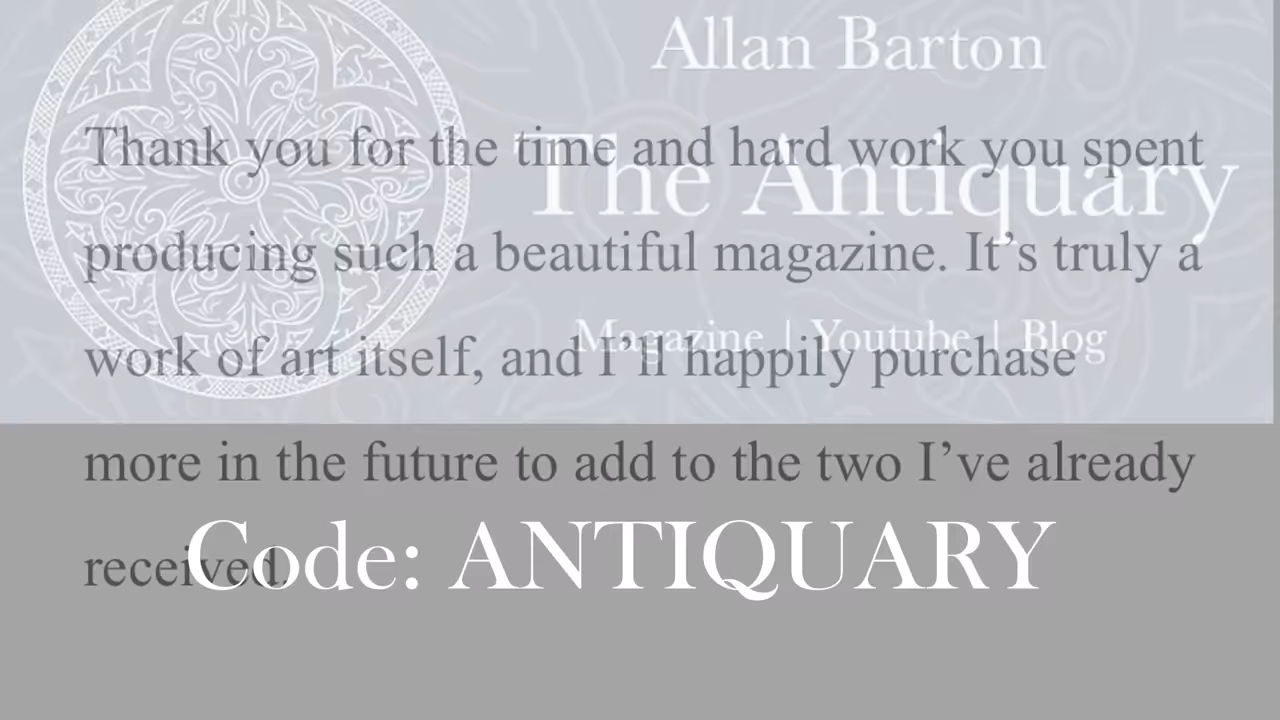 Allan Barton
Thank you for the time and hard work you spent
The Antiquary
producing such a beautiful magazine. It’s truly a
Magazine | Youtube | Blog
work of art itself, and I’ll happily purchase
more in the future to add to the two I’ve already
Code: ANTIQUARY
received.